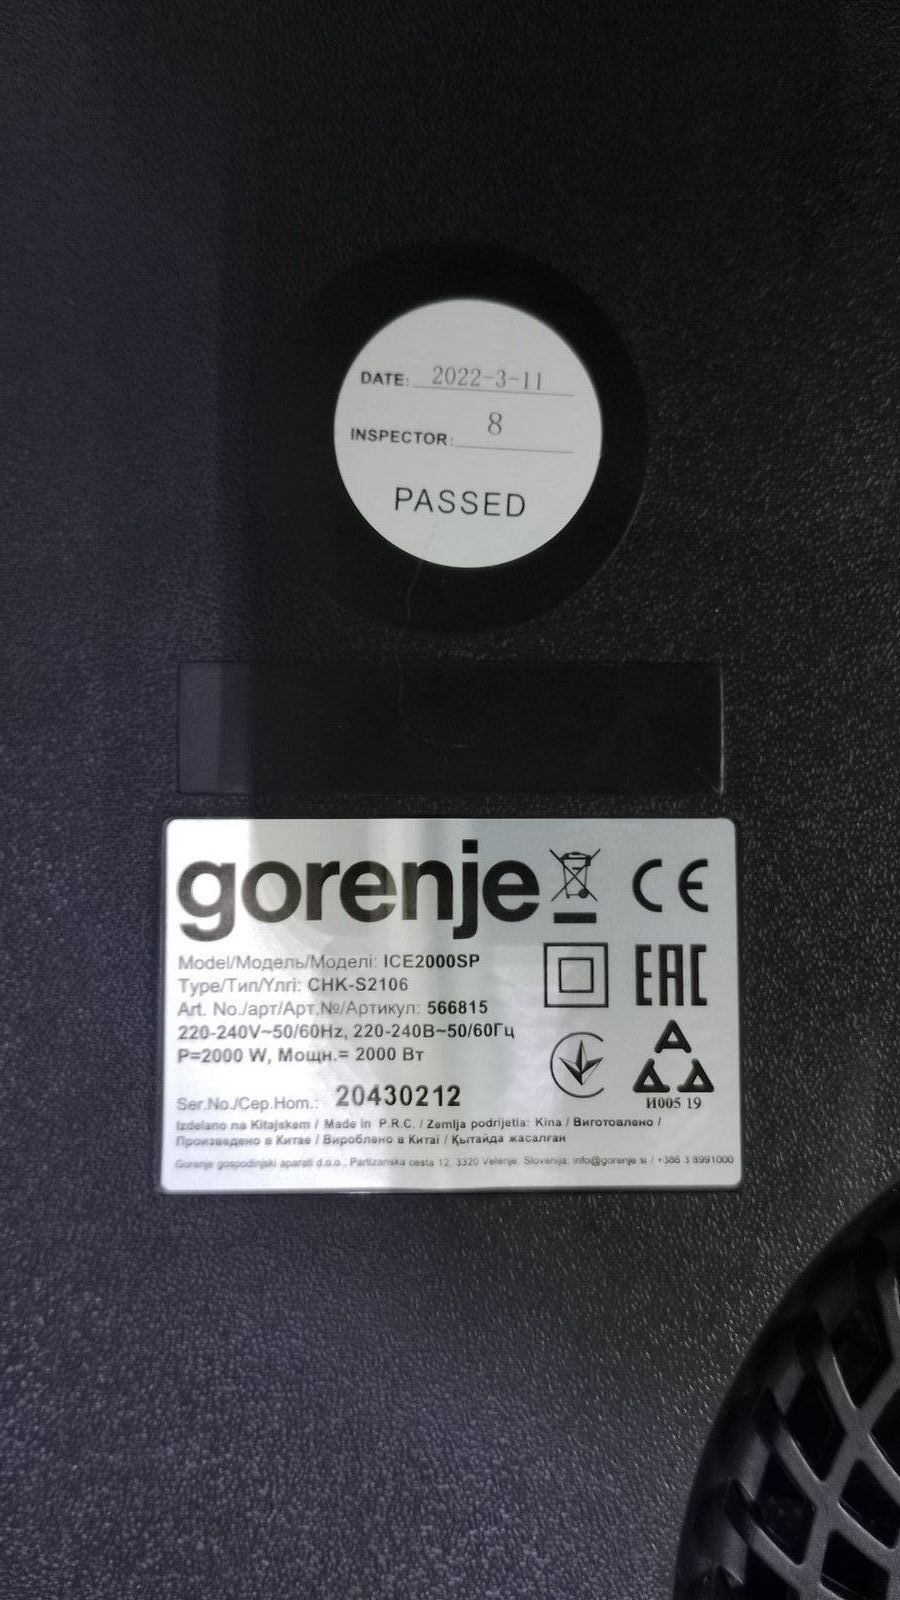 DATE: 2022-3-11
INSPECTOR: 8
PASSED
gorenje CE
Model/Модель/Моделі: ICE2000SP
Type/Тип/Үлгі: CHK-S2106
EAC
Art. No./арт/Арт.№/Артикул: 566815
220-240V~50/60Hz, 220-240В~50/60Гц
P=2000 W, Мощн.= 2000 Вт
Ser.No./Сер.Ном.: 20430212
И005 19
Izdelano na Kitajskem / Made in P.R.C. / Zemlja podrijetla: Kina / Виготовлено /
Произведено в Китае / Вироблено в Китаї / Қытайда жасалған
Gorenje gospodinjski aparati d.o.o., Partizanska cesta 12, 3320 Velenje, Slovenija, info@gorenje.si / +386 3 8991000